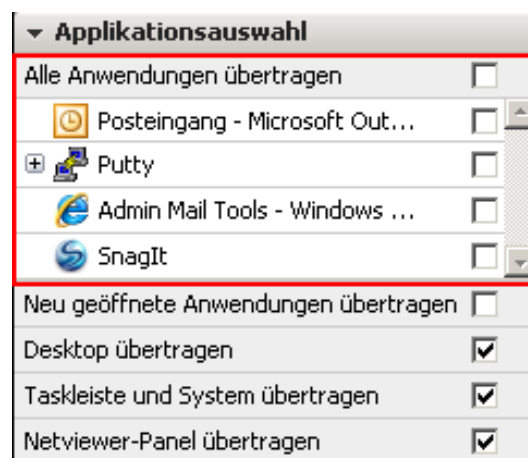 Applikationsauswahl
Alle Anwendungen übertragen
Posteingang - Microsoft Out...
Putty
Admin Mail Tools - Windows ...
SnagIt
Neu geöffnete Anwendungen übertragen
Desktop übertragen
Taskleiste und System übertragen
Netviewer-Panel übertragen